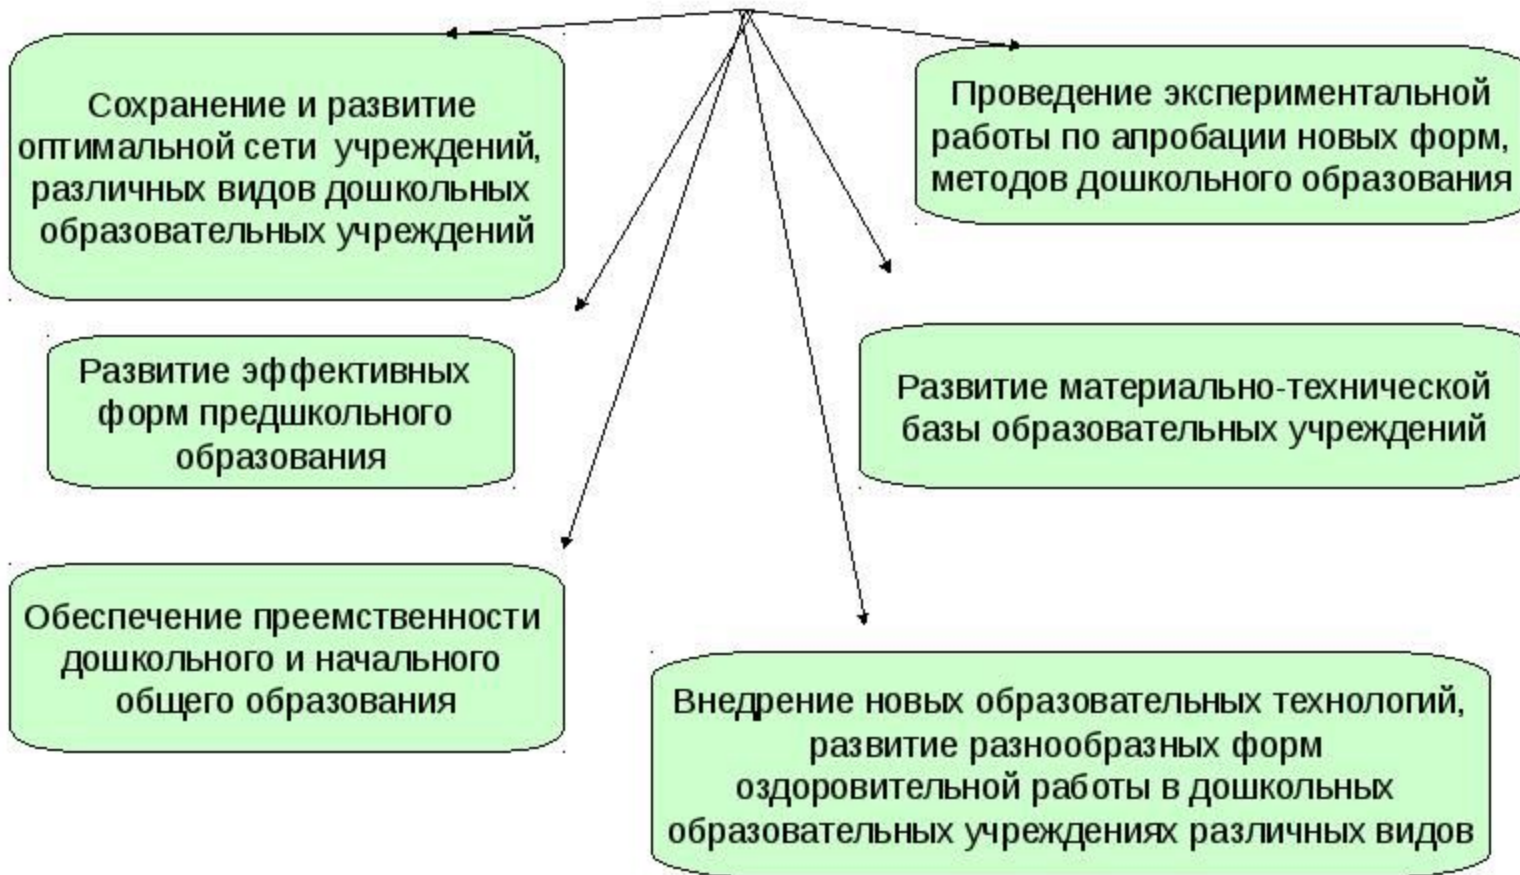 Сохранение и развитие
оптимальной сети учреждений,
различных видов дошкольных
образовательных учреждений
Проведение экспериментальной
работы по апробации новых форм,
методов дошкольного образования
Развитие эффективных
форм предшкольного
образования
Развитие материально-технической
базы образовательных учреждений
Обеспечение преемственности
дошкольного и начального
общего образования
Внедрение новых образовательных технологий,
развитие разнообразных форм
оздоровительной работы в дошкольных
образовательных учреждениях различных видов